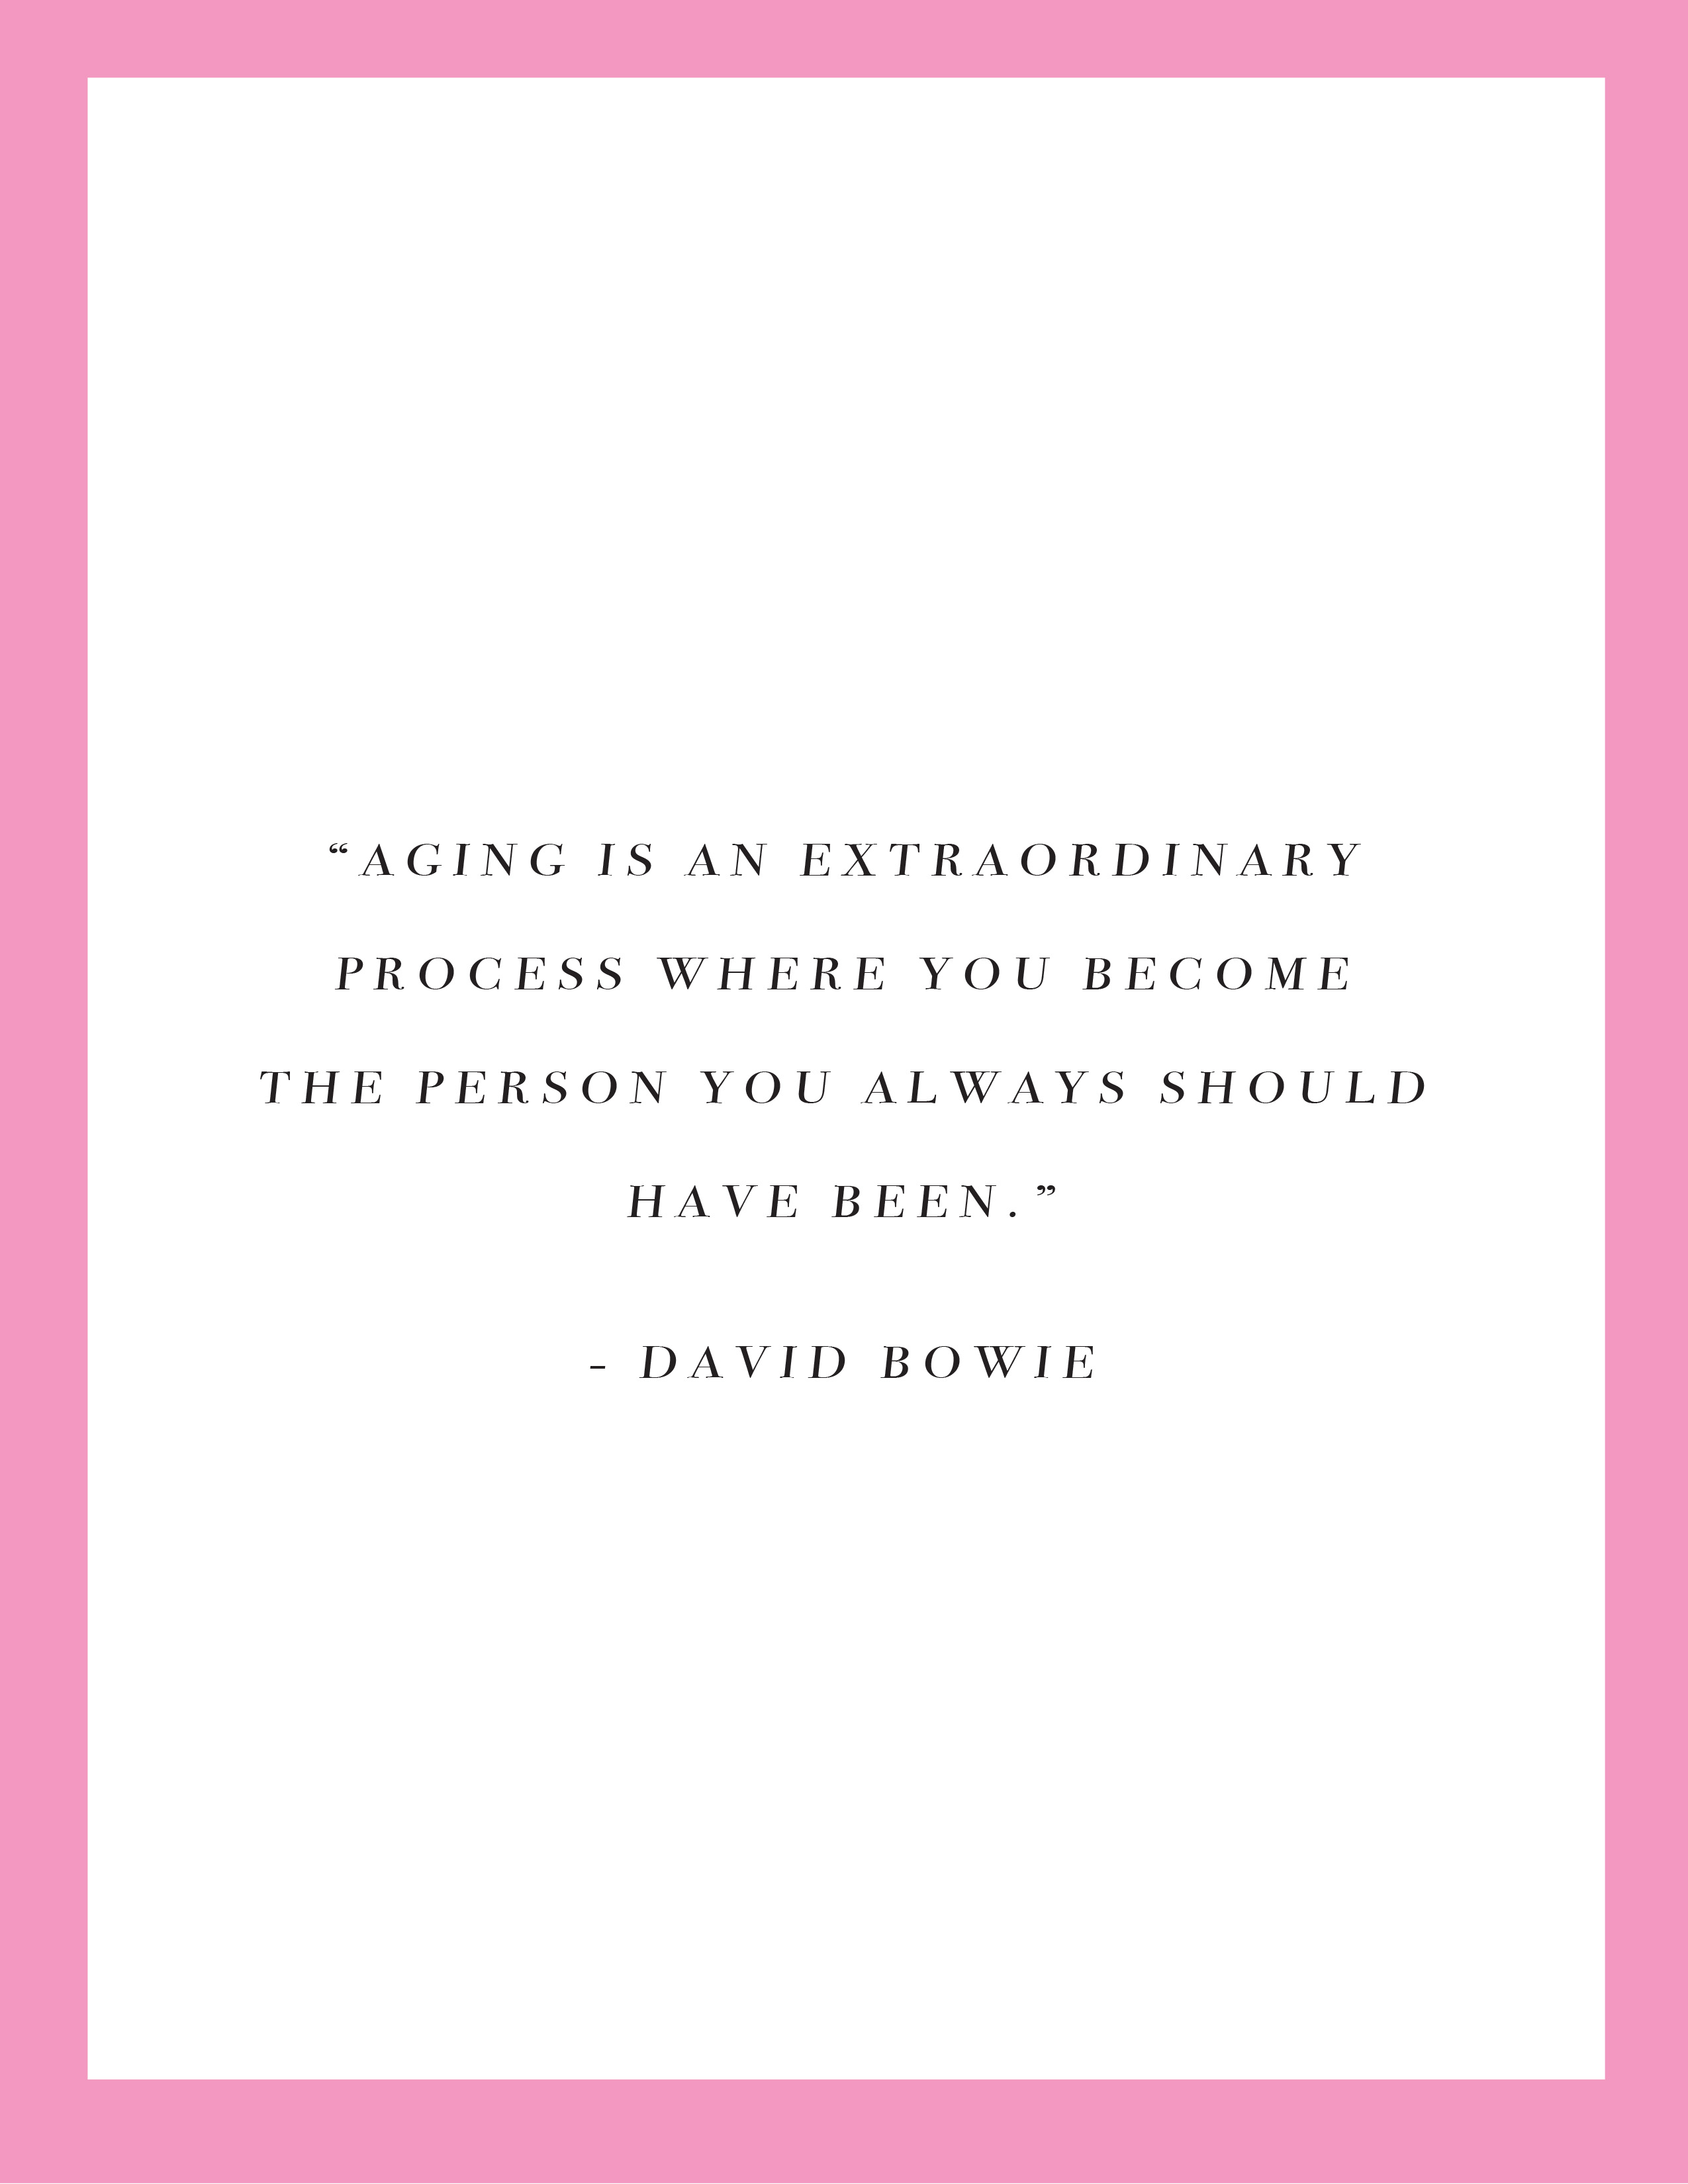 “AGING IS AN EXTRAORDINARY
PROCESS WHERE YOU BECOME
THE PERSON YOU ALWAYS SHOULD
HAVE BEEN.”
- DAVID BOWIE